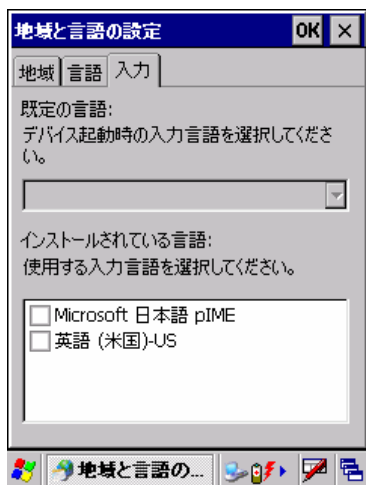 地域と言語の設定 OK ×
地域 言語 入力
既定の言語:
デバイス起動時の入力言語を選択してくださ
い。
インストールされている言語:
使用する入力言語を選択してください。
Microsoft 日本語 pIME
英語 (米国)-US
地域と言語の...